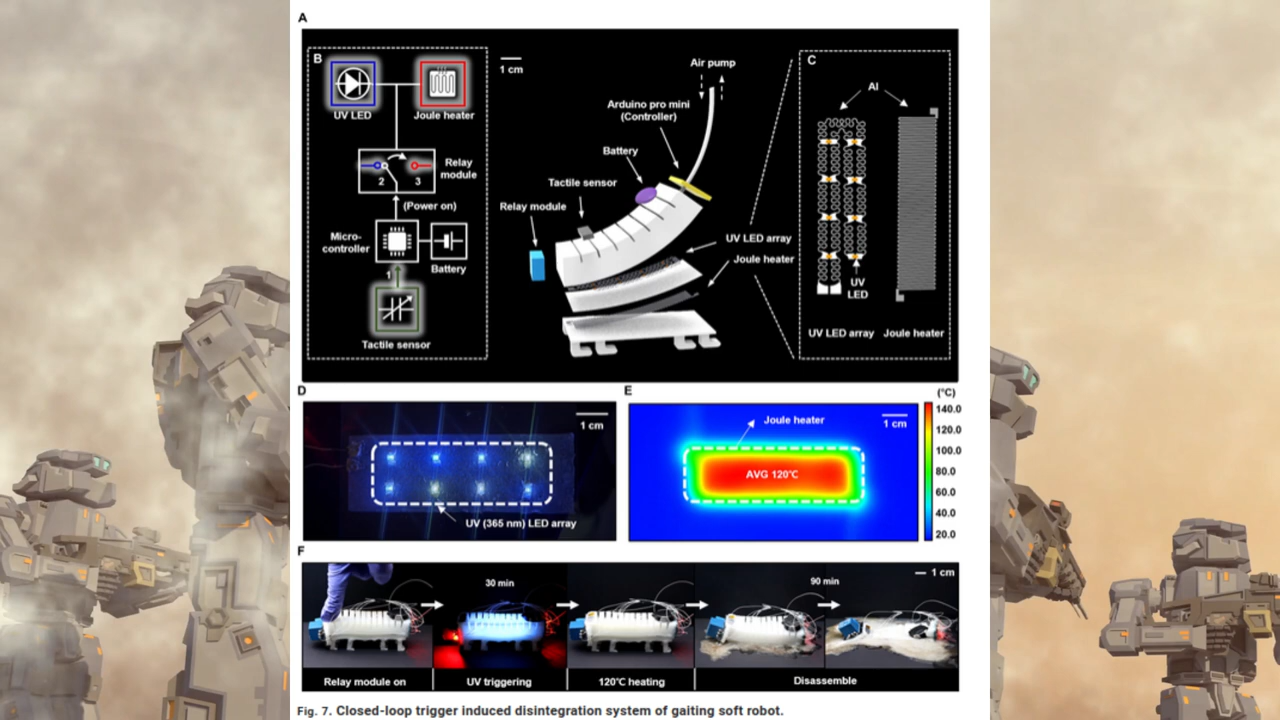 A
B
UV LED
Joule heater
2
3
Relay
module
(Power on)
Micro-
controller
Battery
1
Tactile sensor
1 cm
Air pump
Arduino pro mini
(Controller)
Battery
Tactile sensor
Relay module
UV LED array
Joule heater
C
Al
UV
LED
UV LED array
Joule heater
D
1 cm
UV (365 nm) LED array
E
Joule heater
1 cm
AVG 120℃
(°C)
140.0
120.0
100.0
80.0
60.0
40.0
20.0
F
30 min
90 min
1 cm
Relay module on
UV triggering
120℃ heating
Disassemble
Fig. 7. Closed-loop trigger induced disintegration system of gaiting soft robot.